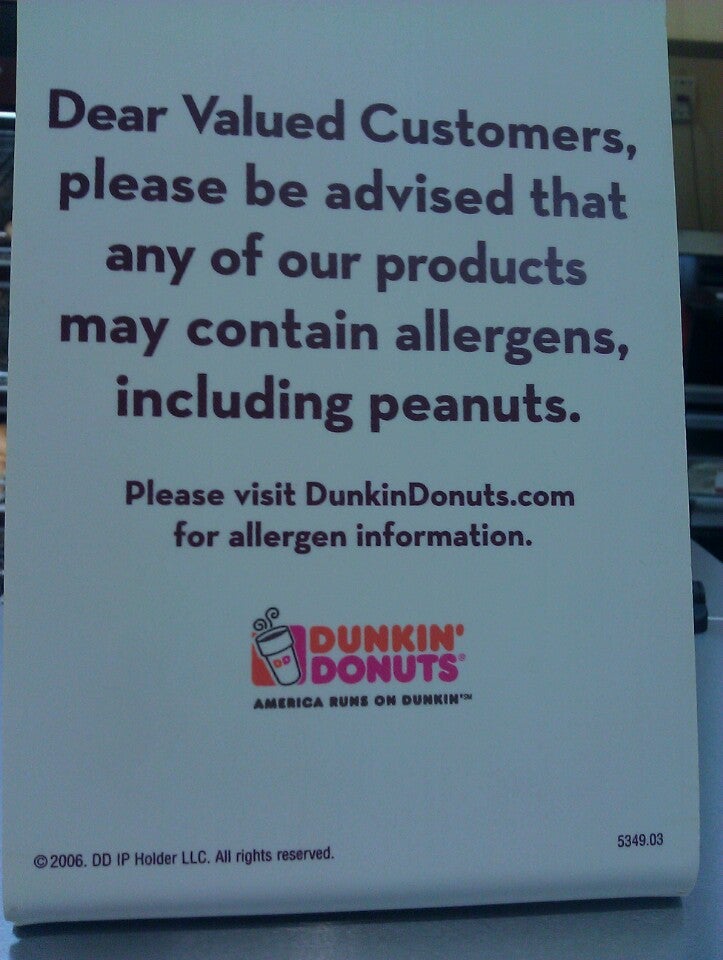 Dear Valued Customers,
please be advised that
any of our products
may contain allergens,
including peanuts.
Please visit DunkinDonuts.com
for allergen information.
DD
DUNKIN'
DONUTS®
AMERICA RUNS ON DUNKIN'℠
©2006. DD IP Holder LLC. All rights reserved.
5349.03